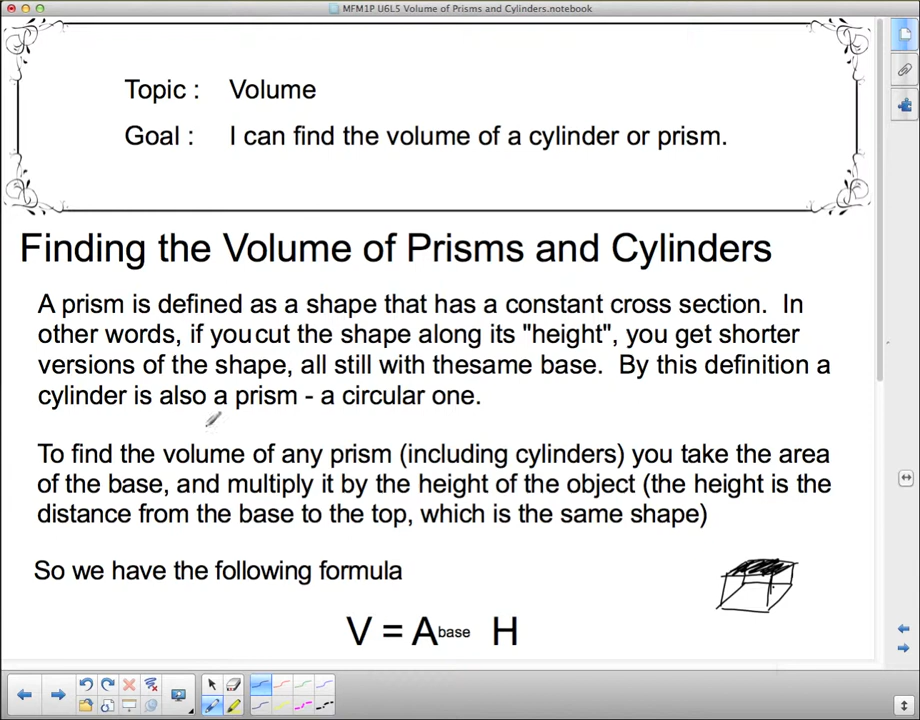 MFM1P U6L5 Volume of Prisms and Cylinders.notebook
Topic : Volume
Goal : I can find the volume of a cylinder or prism.
Finding the Volume of Prisms and Cylinders
A prism is defined as a shape that has a constant cross section. In
other words, if youcut the shape along its "height", you get shorter
versions of the shape, all still with thesame base. By this definition a
cylinder is also a prism - a circular one.
To find the volume of any prism (including cylinders) you take the area
of the base, and multiply it by the height of the object (the height is the
distance from the base to the top, which is the same shape)
So we have the following formula
V = Abase H